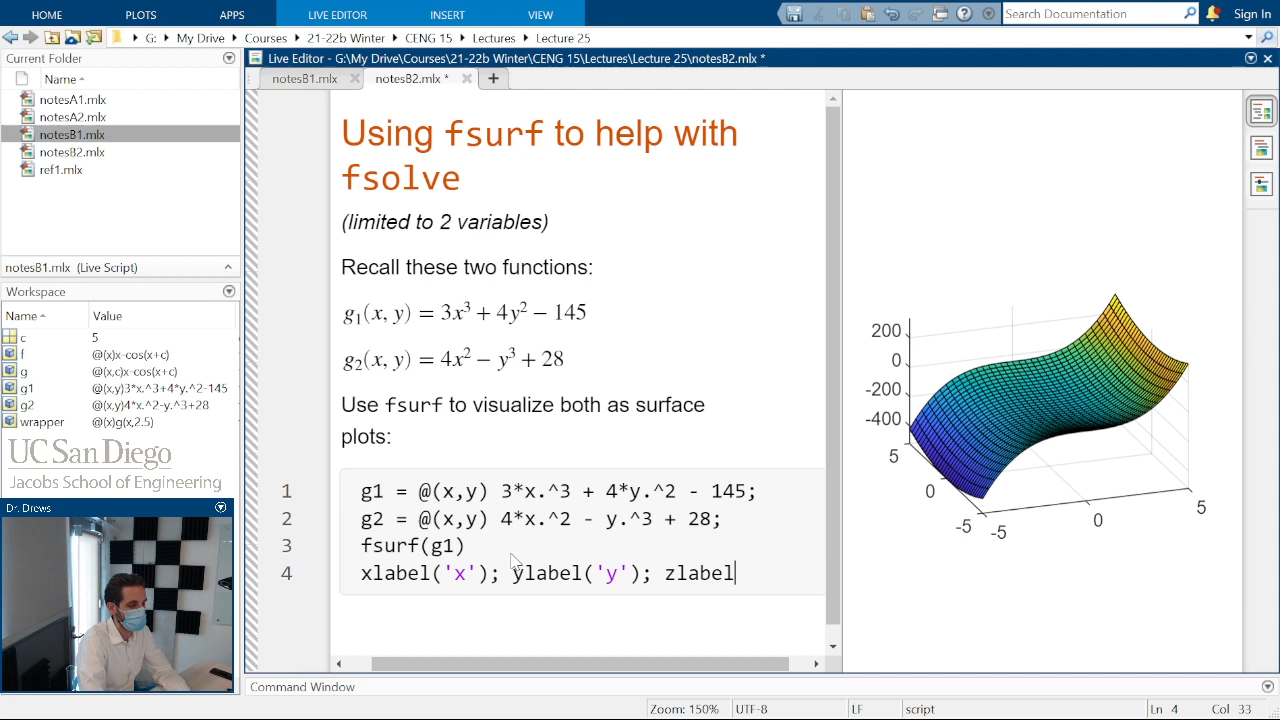 HOME PLOTS APPS LIVE EDITOR INSERT VIEW Search Documentation Sign In
G: My Drive Courses 21-22b Winter CENG 15 Lectures Lecture 25
Current Folder
Name
notesA1.mlx
notesA2.mlx
notesB1.mlx
notesB2.mlx
ref1.mlx
notesB1.mlx (Live Script)
Workspace
Name Value
c 5
f @(x)x-cos(x+c)
g @(x,c)x-cos(x+c)
g1 @(x,y)3*x.^3+4*y.^2-145
g2 @(x,y)4*x.^2-y.^3+28
wrapper @(x)g(x,2.5)
UC San Diego
Jacobs School of Engineering
Dr. Drews
Live Editor - G:\My Drive\Courses\21-22b Winter\CENG 15\Lectures\Lecture 25\notesB2.mlx *
notesB1.mlx notesB2.mlx *
Using fsurf to help with
fsolve
(limited to 2 variables)
Recall these two functions:
g₁(x, y) = 3x³ + 4y² − 145
g₂(x, y) = 4x² − y³ + 28
Use fsurf to visualize both as surface
plots:
1 g1 = @(x,y) 3*x.^3 + 4*y.^2 - 145;
2 g2 = @(x,y) 4*x.^2 - y.^3 + 28;
3 fsurf(g1)
4 xlabel('x'); ylabel('y'); zlabel
200
0
-200
-400
5
0
-5
-5
0
5
Command Window
Zoom: 150% UTF-8 LF script Ln 4 Col 33